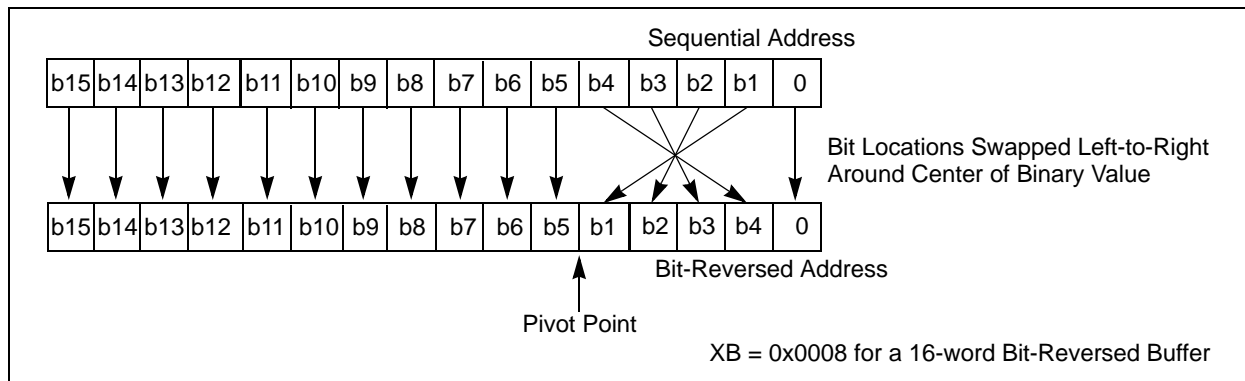 Sequential Address
b15 b14 b13 b12 b11 b10 b9 b8 b7 b6 b5 b4 b3 b2 b1 0
Bit Locations Swapped Left-to-Right
Around Center of Binary Value
b15 b14 b13 b12 b11 b10 b9 b8 b7 b6 b5 b1 b2 b3 b4 0
Bit-Reversed Address
Pivot Point
XB = 0x0008 for a 16-word Bit-Reversed Buffer